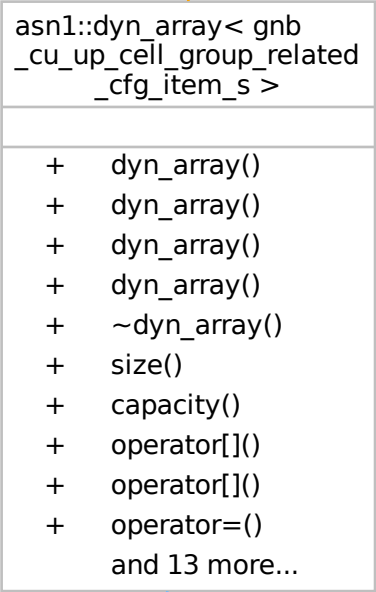 asn1::dyn_array< gnb
_cu_up_cell_group_related
_cfg_item_s >
+ dyn_array()
+ dyn_array()
+ dyn_array()
+ dyn_array()
+ ~dyn_array()
+ size()
+ capacity()
+ operator[]()
+ operator[]()
+ operator=()
and 13 more...